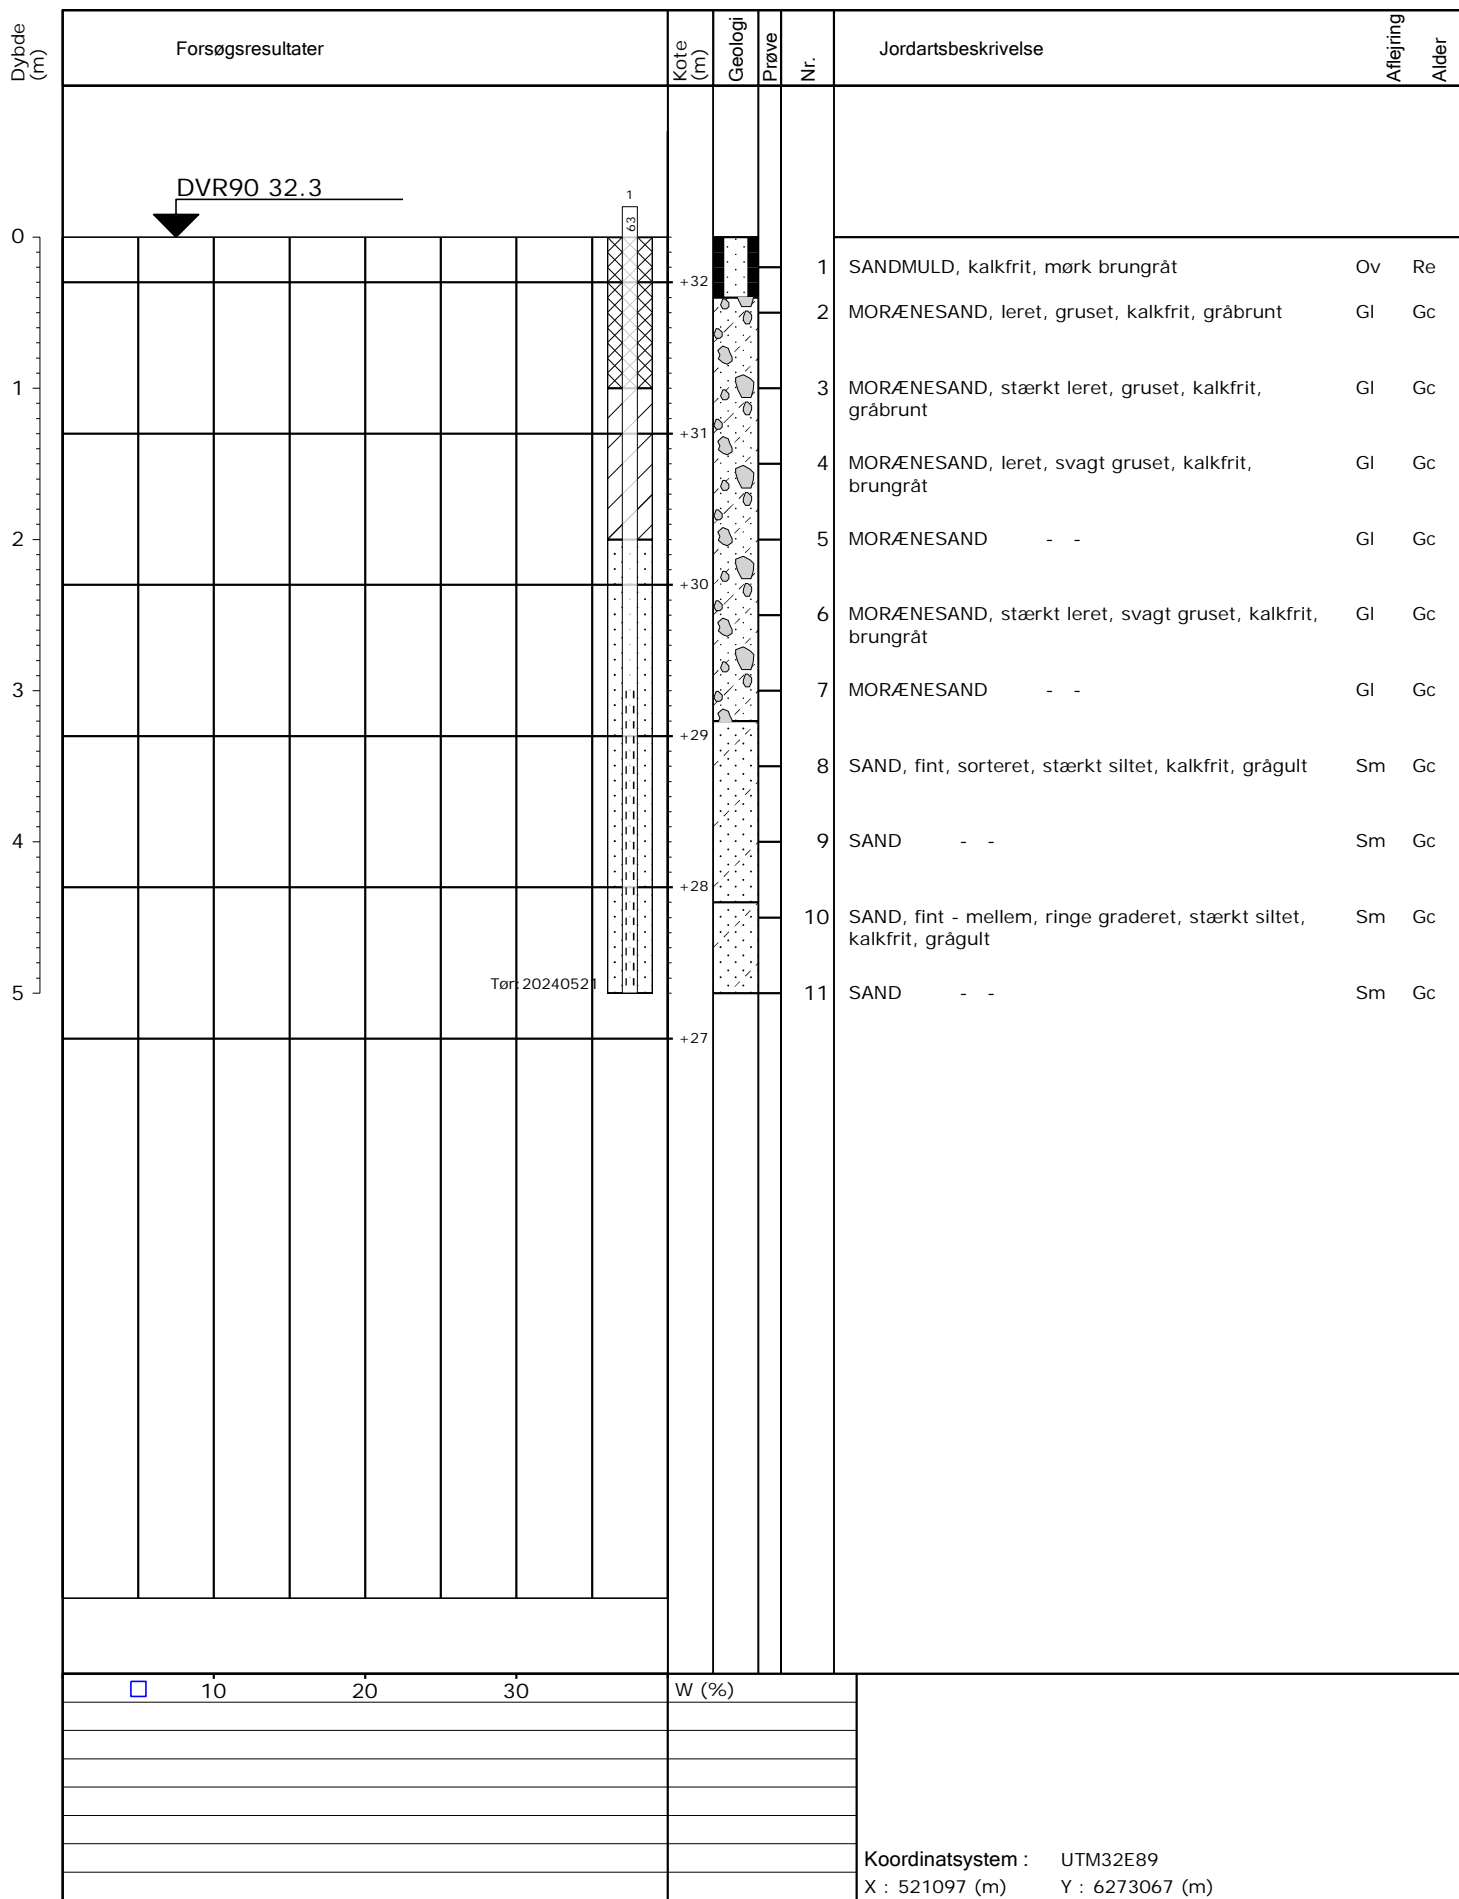 Dybde (m)
Forsøgsresultater
Kote (m)
Geologi
Prøve
Nr.
Jordartsbeskrivelse
Aflejring
Alder
DVR90 32.3
1
63
0
1 SANDMULD, kalkfrit, mørk brungråt Ov Re
+32
2 MORÆNESAND, leret, gruset, kalkfrit, gråbrunt Gl Gc
1
3 MORÆNESAND, stærkt leret, gruset, kalkfrit, Gl Gc
gråbrunt
+31
4 MORÆNESAND, leret, svagt gruset, kalkfrit, Gl Gc
brungråt
2
5 MORÆNESAND - - Gl Gc
+30
6 MORÆNESAND, stærkt leret, svagt gruset, kalkfrit, Gl Gc
brungråt
3
7 MORÆNESAND - - Gl Gc
+29
8 SAND, fint, sorteret, stærkt siltet, kalkfrit, grågult Sm Gc
4
9 SAND - - Sm Gc
+28
10 SAND, fint - mellem, ringe graderet, stærkt siltet, Sm Gc
kalkfrit, grågult
Tør:20240521
5
11 SAND - - Sm Gc
+27
10 20 30 W (%)
Koordinatsystem : UTM32E89
X : 521097 (m) Y : 6273067 (m)